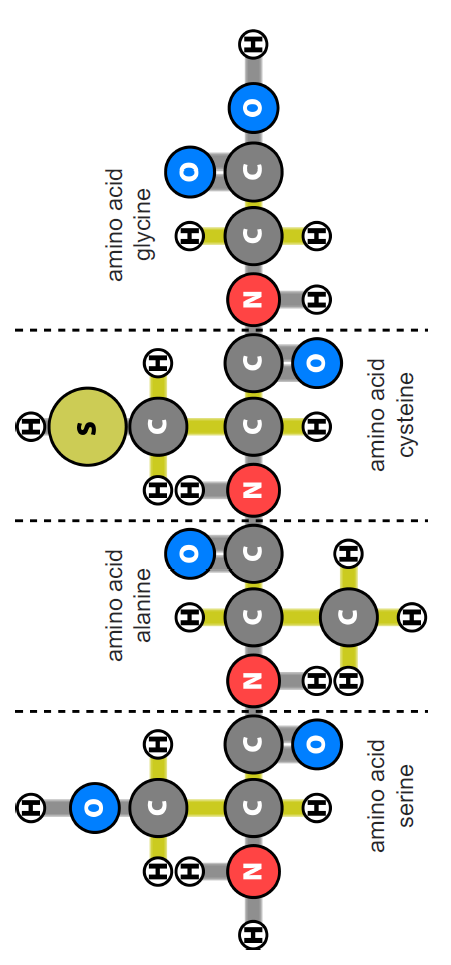 H H
O S
amino acid amino acid
alanine glycine
H C H H C H
H H O H H O
H N C C N C C N C C N C C O H
H O H H O H H
H C H
amino acid amino acid
serine cysteine
H